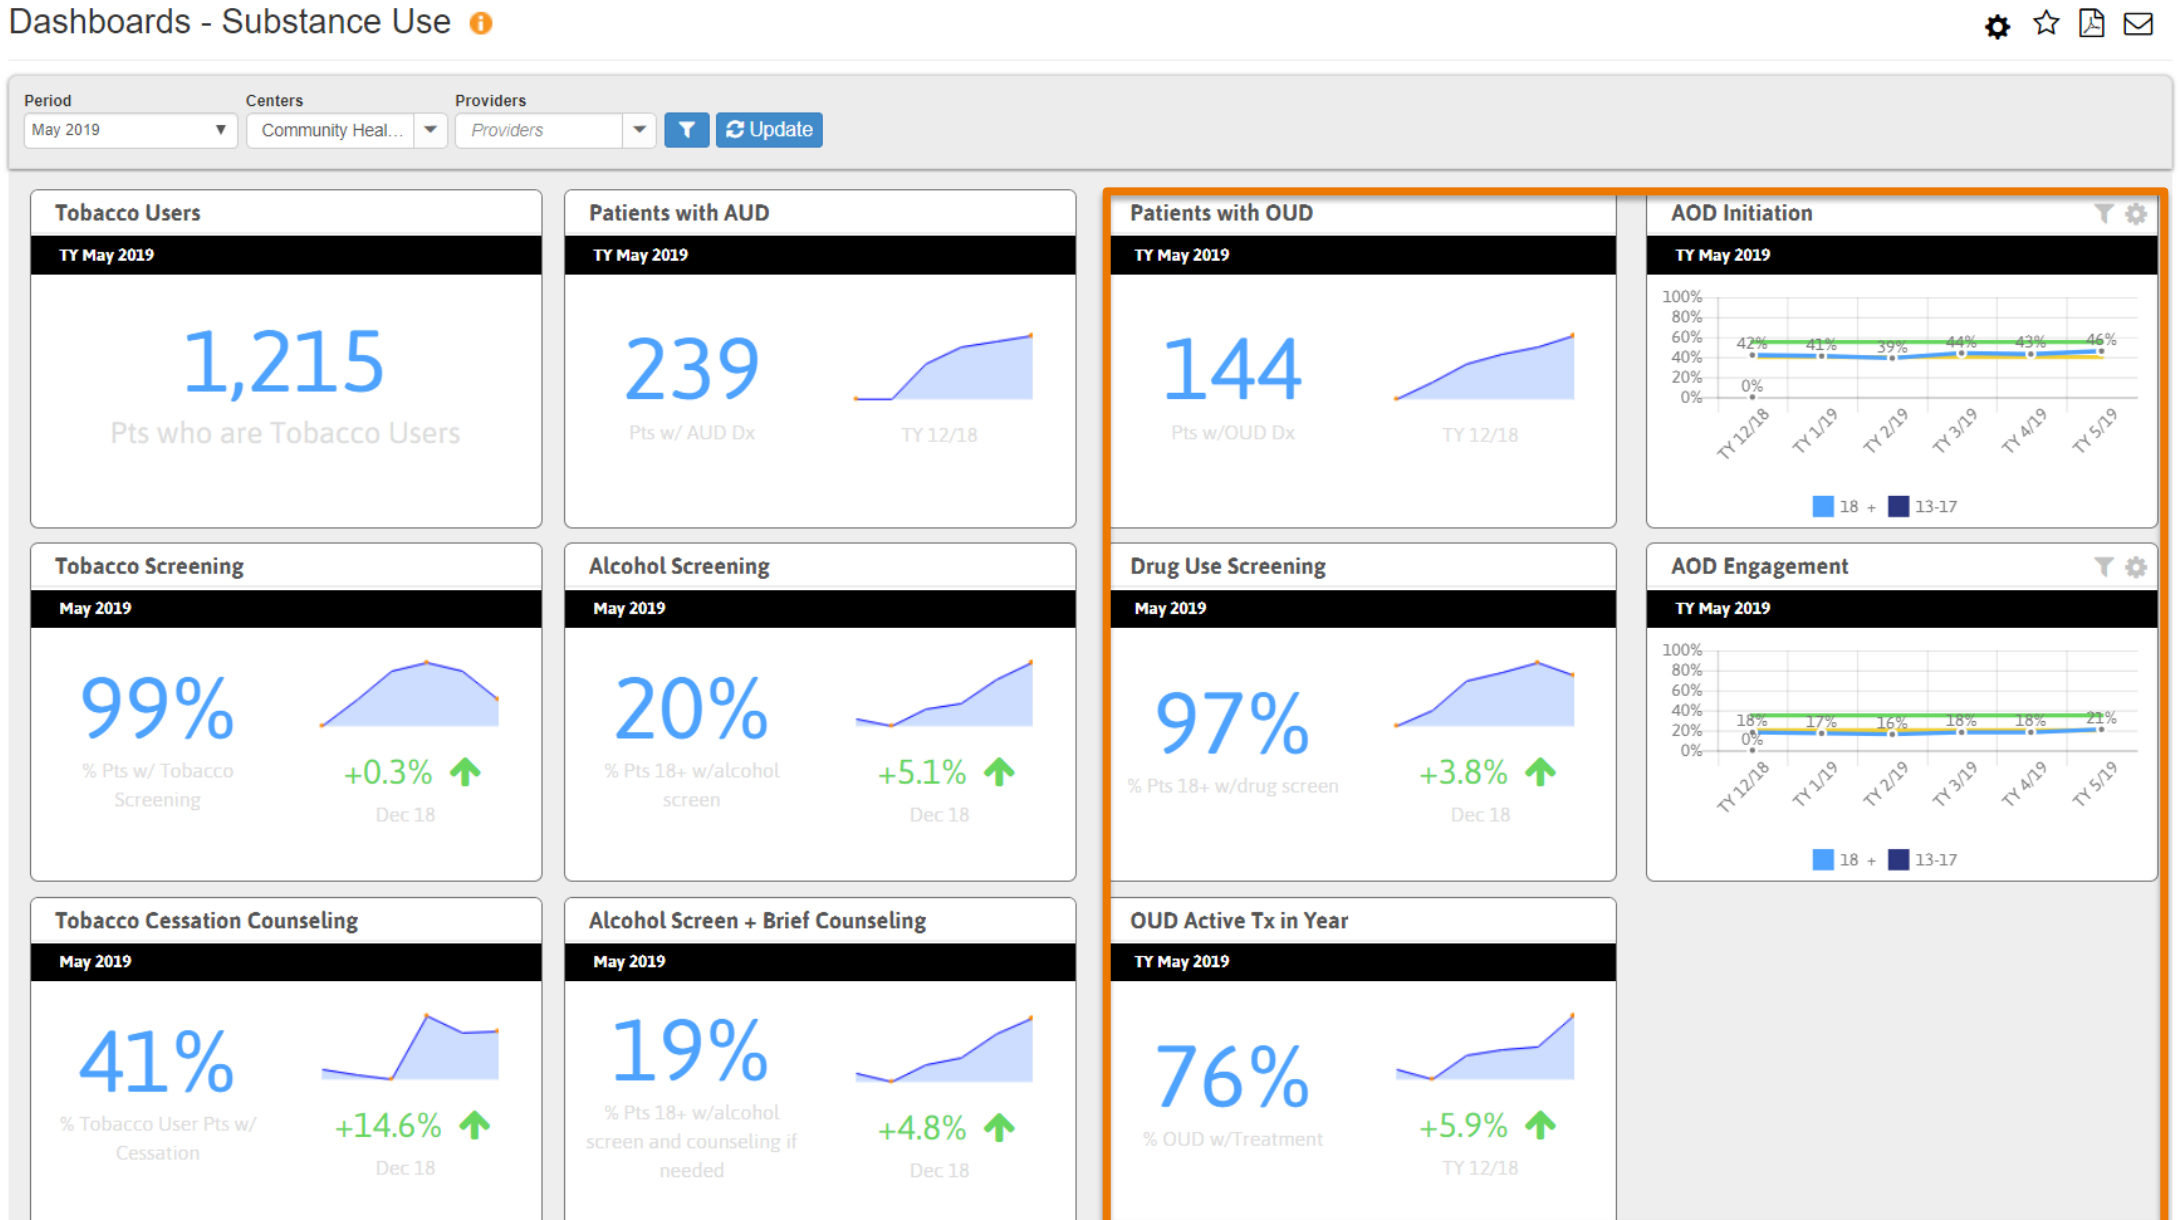 Dashboards - Substance Use
Period
Centers
Providers
May 2019
Community Heal...
Providers
Update
Tobacco Users
TY May 2019
1,215
Pts who are Tobacco Users
Patients with AUD
TY May 2019
239
Pts w/ AUD Dx
TY 12/18
Patients with OUD
TY May 2019
144
Pts w/OUD Dx
TY 12/18
AOD Initiation
TY May 2019
100%
80%
60%
40%
20%
0%
42%
41%
39%
44%
43%
46%
0%
TY 12/18
TY 1/19
TY 2/19
TY 3/19
TY 4/19
TY 5/19
18 +
13-17
Tobacco Screening
May 2019
99%
% Pts w/ Tobacco
Screening
+0.3%
Dec 18
Alcohol Screening
May 2019
20%
% Pts 18+ w/alcohol
screen
+5.1%
Dec 18
Drug Use Screening
May 2019
97%
% Pts 18+ w/drug screen
+3.8%
Dec 18
AOD Engagement
TY May 2019
100%
80%
60%
40%
20%
0%
18%
17%
16%
18%
18%
21%
0%
TY 12/18
TY 1/19
TY 2/19
TY 3/19
TY 4/19
TY 5/19
18 +
13-17
Tobacco Cessation Counseling
May 2019
41%
% Tobacco User Pts w/
Cessation
+14.6%
Dec 18
Alcohol Screen + Brief Counseling
May 2019
19%
% Pts 18+ w/alcohol
screen and counseling if
needed
+4.8%
Dec 18
OUD Active Tx in Year
TY May 2019
76%
% OUD w/Treatment
+5.9%
TY 12/18